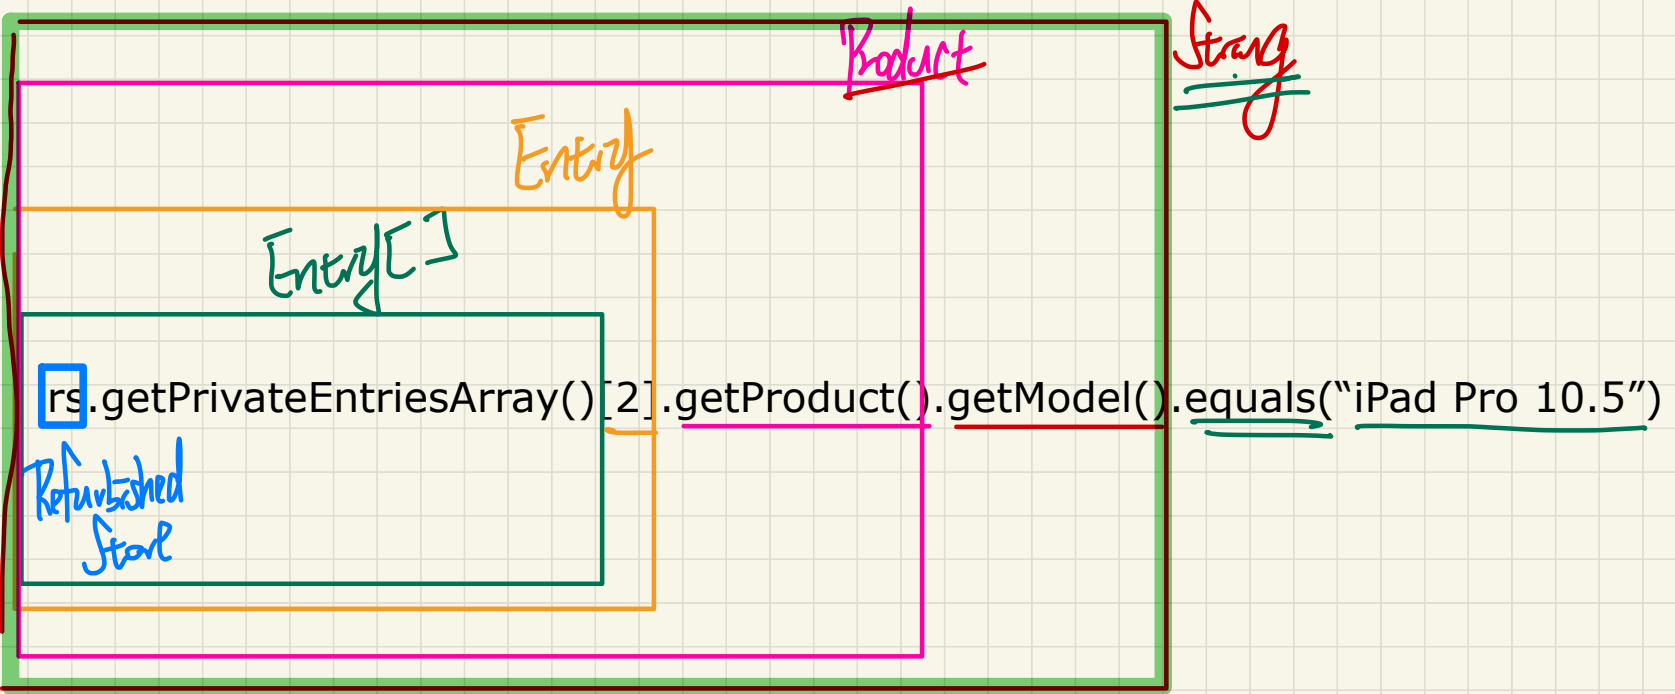 Product
String
Entry
Entry[]
rs.getPrivateEntriesArray()[2].getProduct().getModel().equals(“iPad Pro 10.5”)
Refurbished
Store